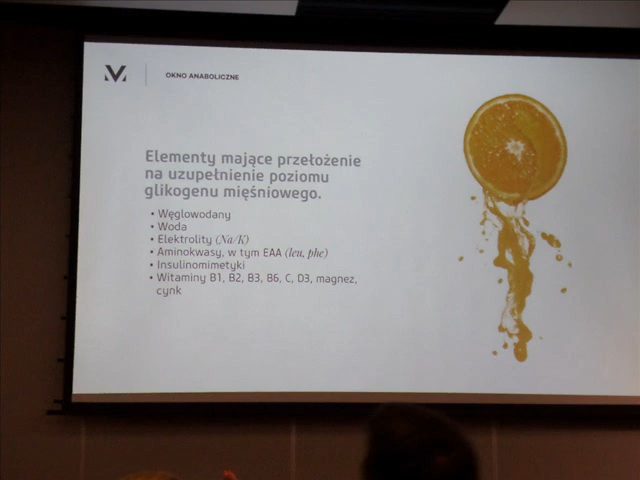 OKNO ANABOLICZNE
Elementy mające przełożenie
na uzupełnienie poziomu
glikogenu mięśniowego.
• Węglowodany
• Woda
• Elektrolity (Na/K)
• Aminokwasy, w tym EAA (leu, phe)
• Insulinomimetyki
• Witaminy B1, B2, B3, B6, C, D3, magnez,
cynk